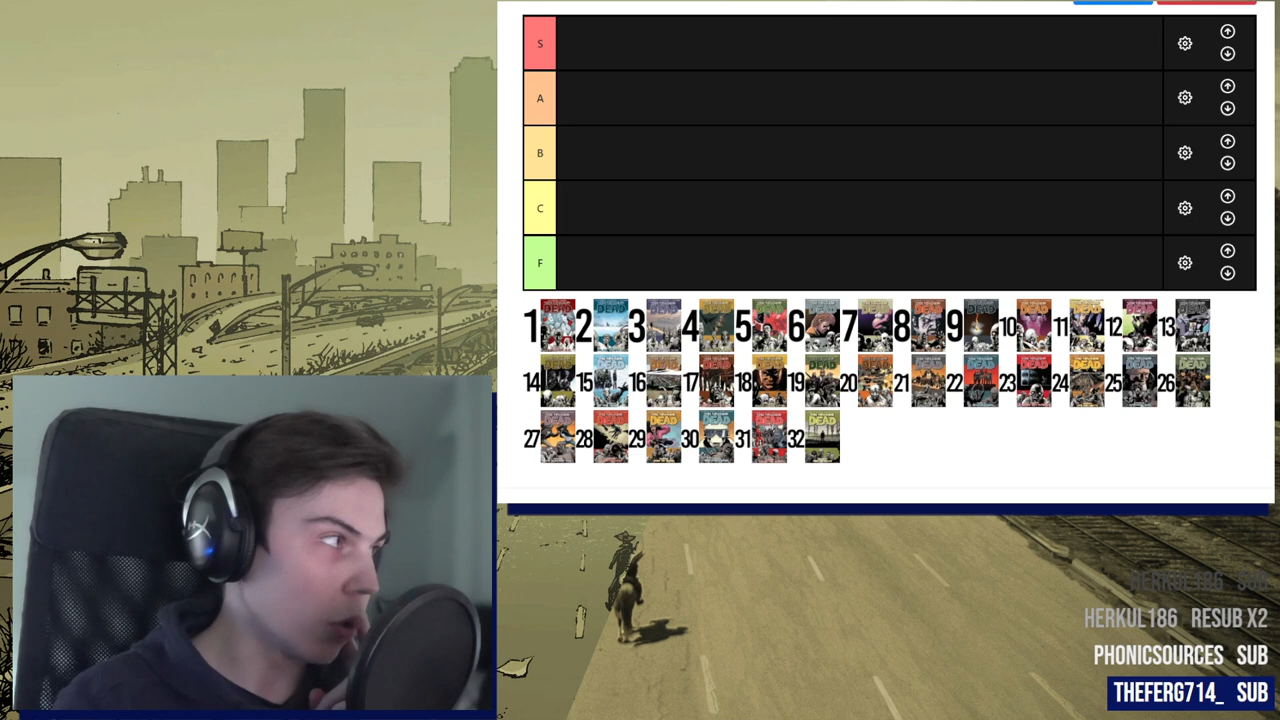 S
A
B
C
F
1 2 3 4 5 6 7 8 9 10 11 12 13
14 15 16 17 18 19 20 21 22 23 24 25 26
27 28 29 30 31 32
HERKUL186 SUB
HERKUL186 RESUB X2
PHONICSOURCES SUB
THEFERG714_ SUB